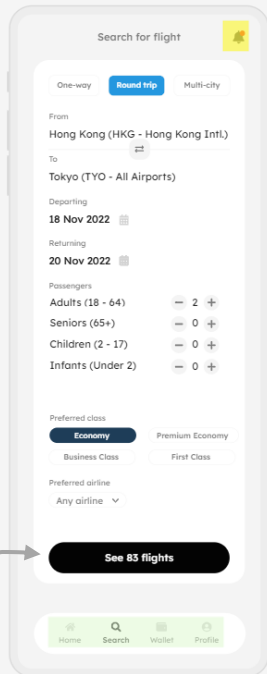 Search for flight
One-way Round trip Multi-city
From
Hong Kong (HKG - Hong Kong Intl.)
To
Tokyo (TYO - All Airports)
Departing
18 Nov 2022
Returning
20 Nov 2022
Passengers
Adults (18 - 64) − 2 +
Seniors (65+) − 0 +
Children (2 - 17) − 0 +
Infants (Under 2) − 0 +
Preferred class
Economy Premium Economy
Business Class First Class
Preferred airline
Any airline
See 83 flights
Home Search Wallet Profile